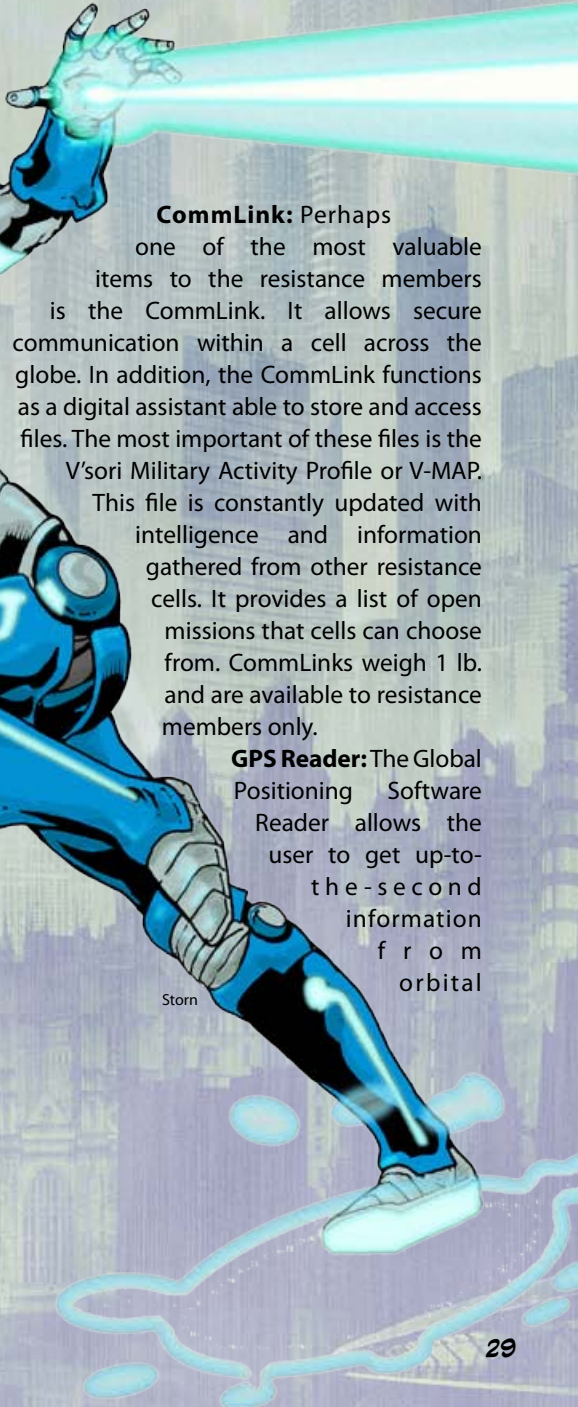 CommLink: Perhaps
one of the most valuable
items to the resistance members
is the CommLink. It allows secure
communication within a cell across the
globe. In addition, the CommLink functions
as a digital assistant able to store and access
files. The most important of these files is the
V'sori Military Activity Profile or V-MAP.
This file is constantly updated with
intelligence and information
gathered from other resistance
cells. It provides a list of open
missions that cells can choose
from. CommLinks weigh 1 lb.
and are available to resistance
members only.
GPS Reader: The Global
Positioning Software
Reader allows the
user to get up-to-
the-second
information
from
orbital
Storn
29